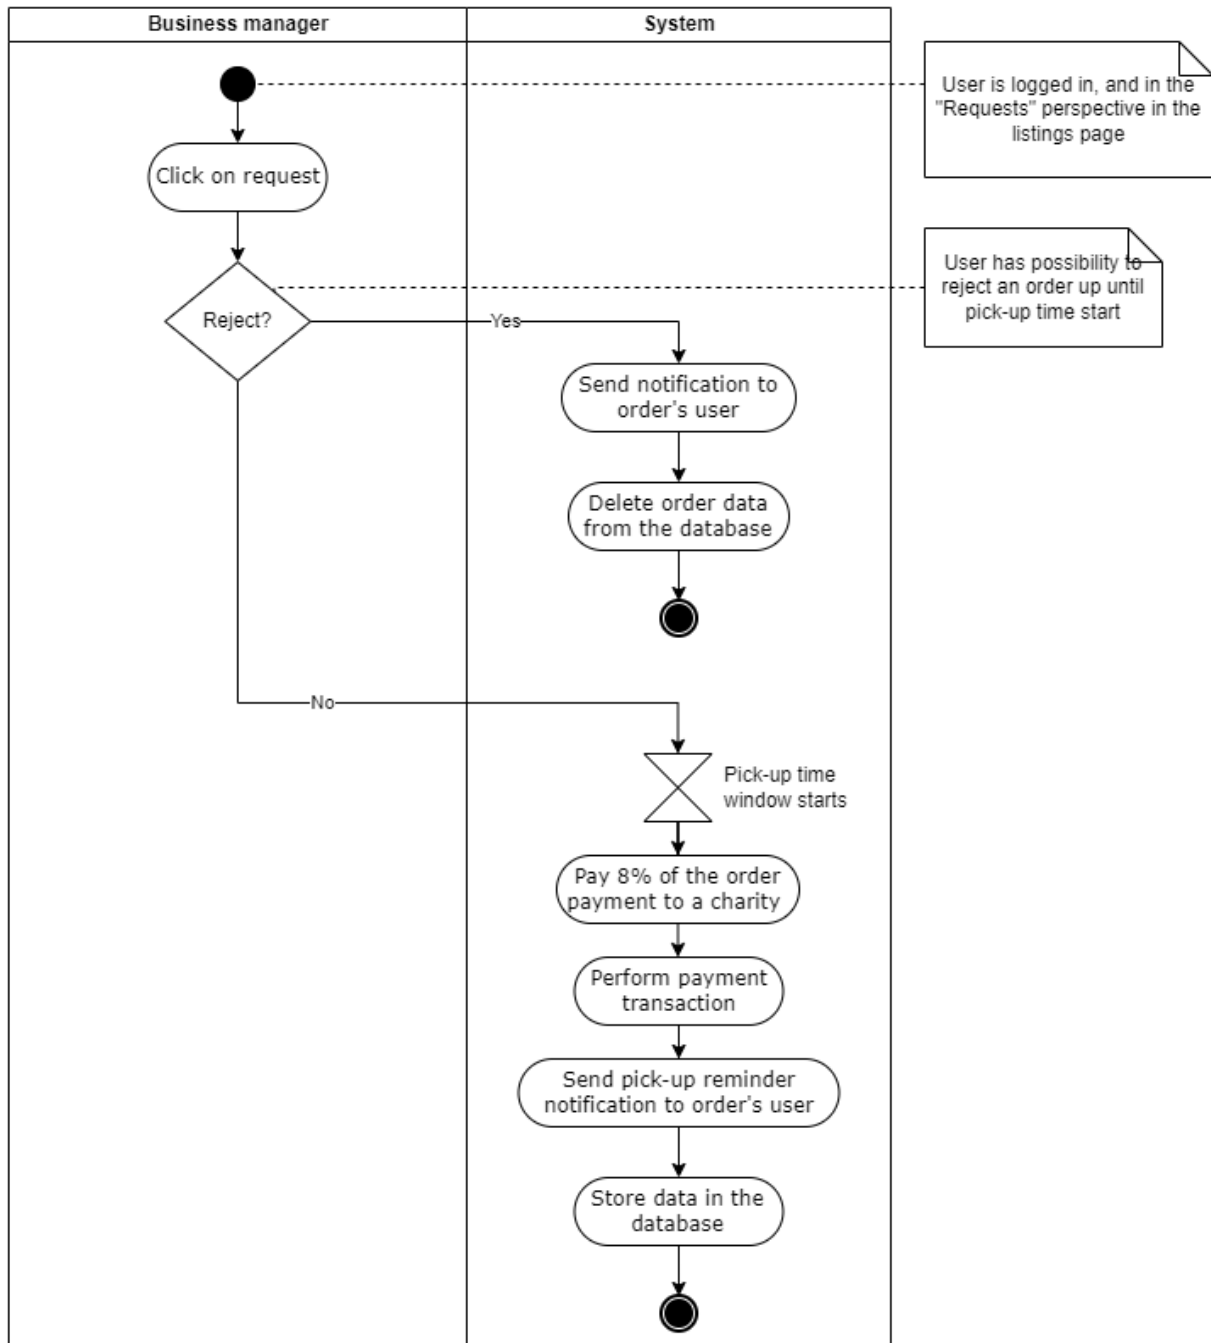 Business manager
System
User is logged in, and in the
"Requests" perspective in the
listings page
Click on request
User has possibility to
reject an order up until
pick-up time start
Reject?
Yes
Send notification to
order's user
Delete order data
from the database
No
Pick-up time
window starts
Pay 8% of the order
payment to a charity
Perform payment
transaction
Send pick-up reminder
notification to order's user
Store data in the
database